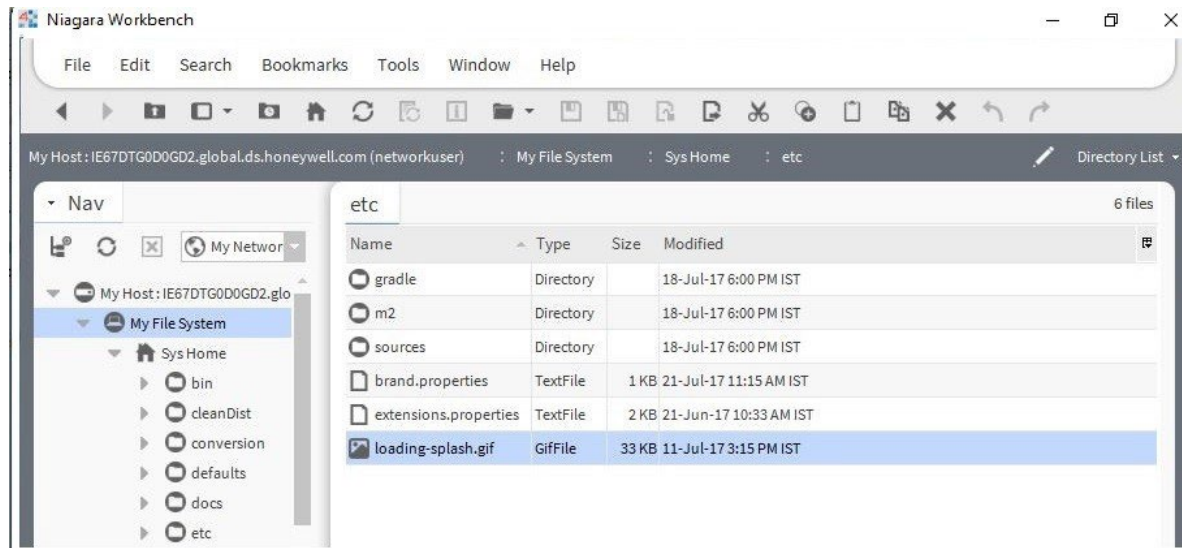 Niagara Workbench
File Edit Search Bookmarks Tools Window Help
My Host : IE67DTG0D0GD2.global.ds.honeywell.com (networkuser) : My File System : Sys Home : etc Directory List
Nav
My Networ
My Host : IE67DTG0D0GD2.glo
My File System
Sys Home
bin
cleanDist
conversion
defaults
docs
etc
etc 6 files
Name Type Size Modified
gradle Directory 18-Jul-17 6:00 PM IST
m2 Directory 18-Jul-17 6:00 PM IST
sources Directory 18-Jul-17 6:00 PM IST
brand.properties TextFile 1 KB 21-Jul-17 11:15 AM IST
extensions.properties TextFile 2 KB 21-Jun-17 10:33 AM IST
loading-splash.gif GifFile 33 KB 11-Jul-17 3:15 PM IST